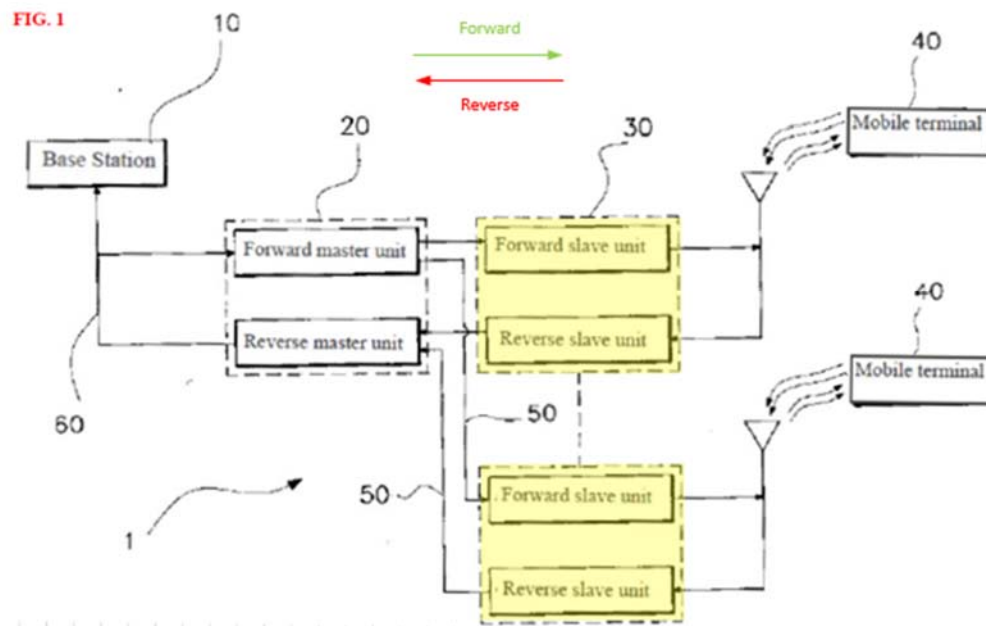 FIG. 1
Forward
Reverse
10
20
30
40
Base Station
Mobile terminal
Forward master unit
Forward slave unit
Reverse master unit
Reverse slave unit
40
Mobile terminal
60
50
50
Forward slave unit
1
Reverse slave unit